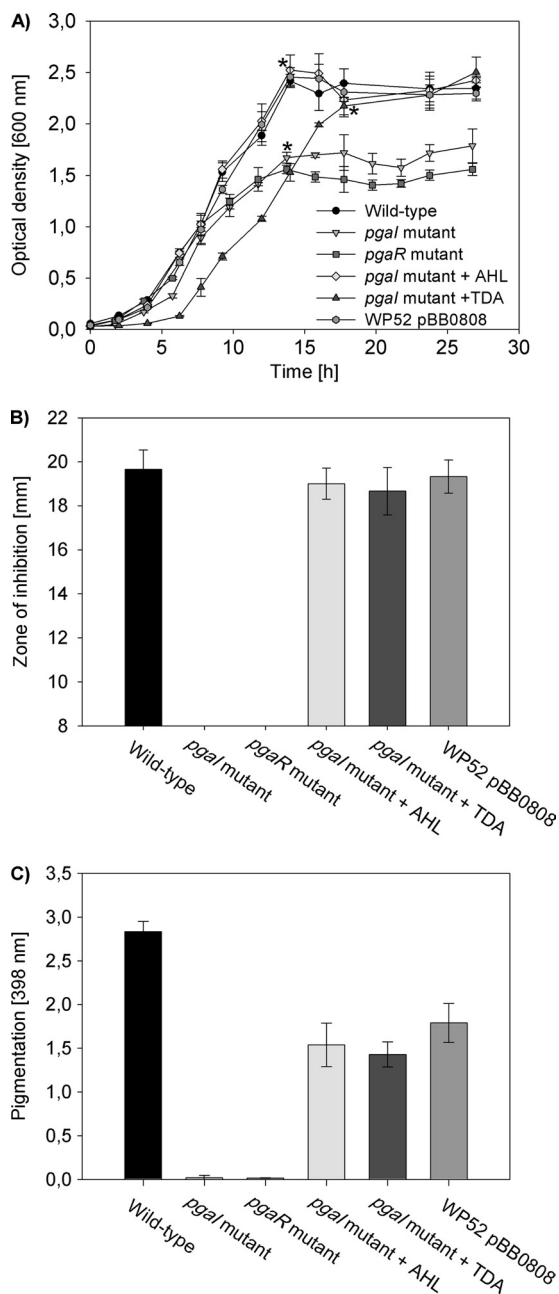 A)
Optical density [600 nm]
3,0
2,5
2,0
1,5
1,0
0,5
0,0
*
*
*
Wild-type
pgaI mutant
pgaR mutant
pgaI mutant + AHL
pgaI mutant +TDA
WP52 pBB0808
0 5 10 15 20 25 30
Time [h]
B)
Zone of inhibition [mm]
22
20
18
16
14
12
10
8
Wild-type
pgaI mutant
pgaR mutant
pgaI mutant + AHL
pgaI mutant + TDA
WP52 pBB0808
C)
Pigmentation [398 nm]
3,5
3,0
2,5
2,0
1,5
1,0
0,5
0,0
Wild-type
pgaI mutant
pgaR mutant
pgaI mutant + AHL
pgaI mutant + TDA
WP52 pBB0808